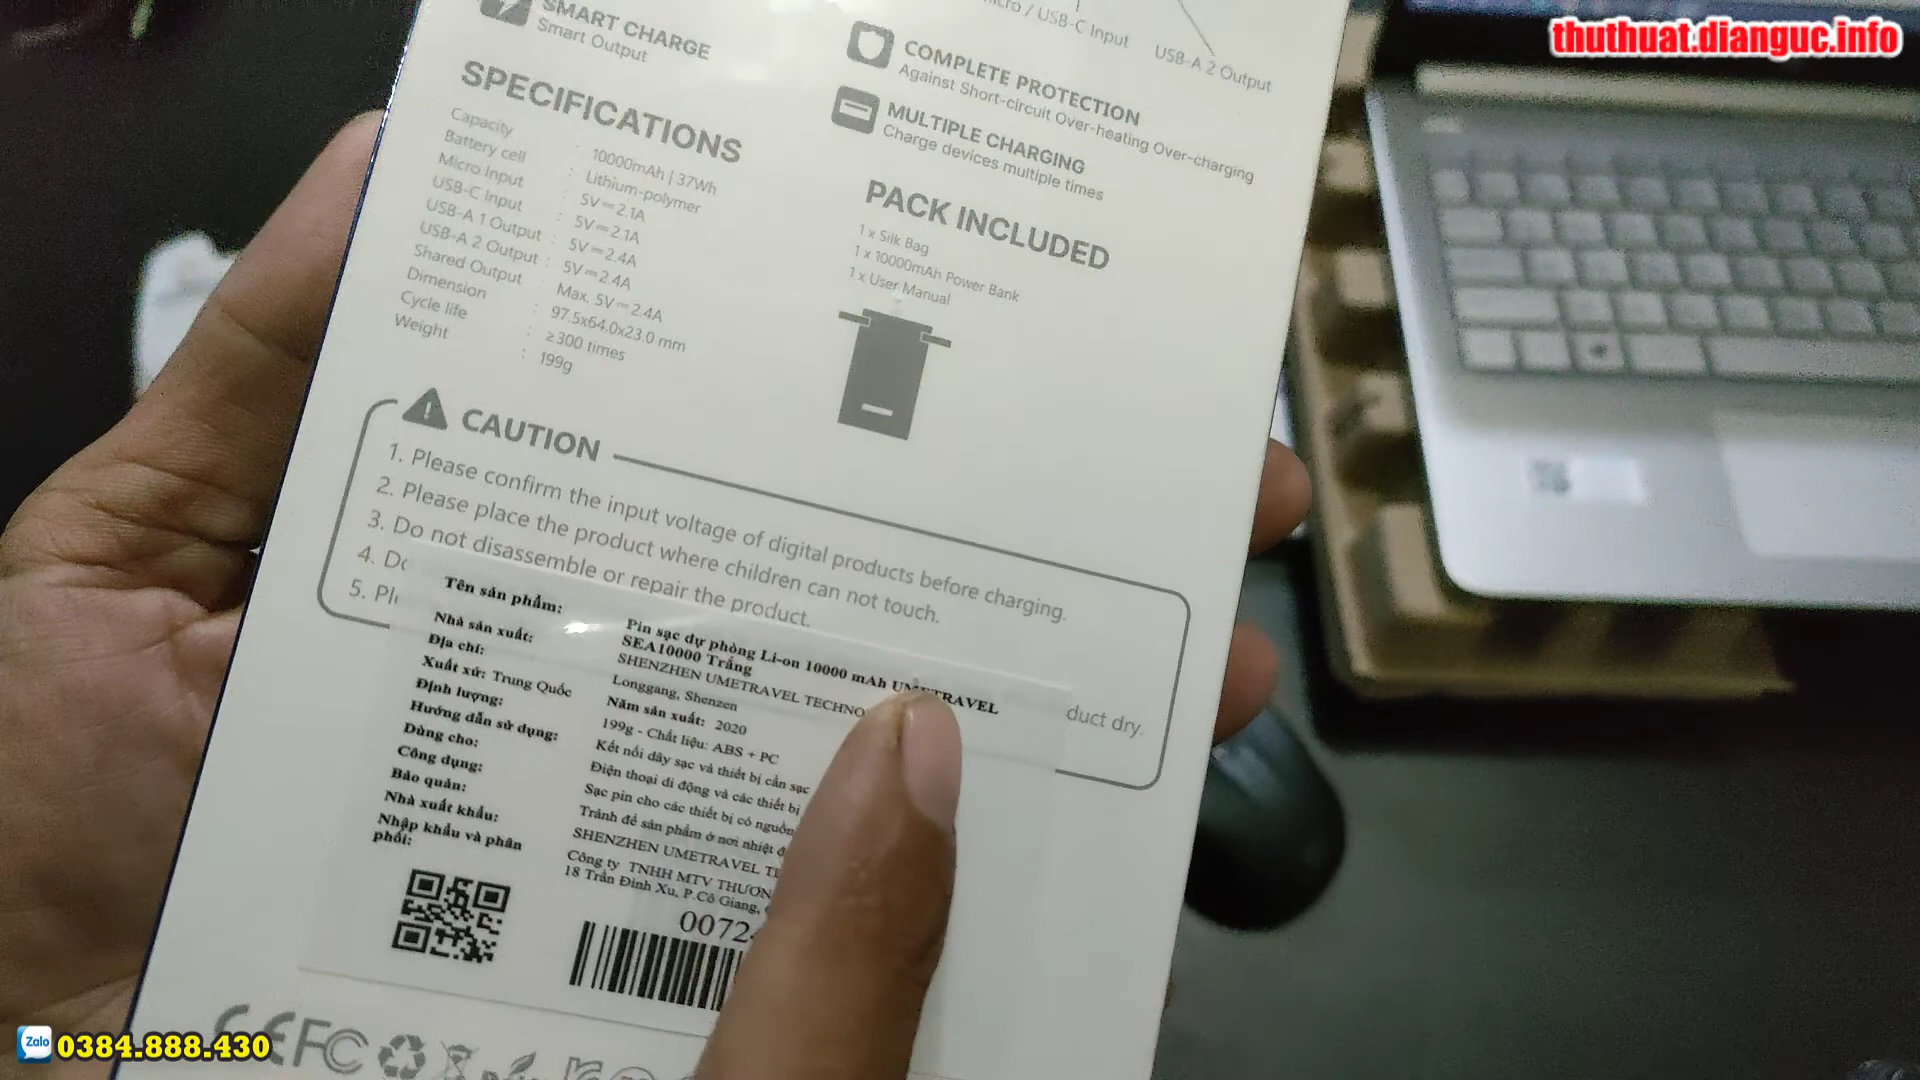 SMART CHARGE
Smart Output
Micro / USB-C Input
USB-A 2 Output
thuthuat.dianguc.info
COMPLETE PROTECTION
Against Short-circuit Over-heating Over-charging
MULTIPLE CHARGING
Charge devices multiple times
SPECIFICATIONS
Capacity : 10000mAh | 37Wh
Battery cell : Lithium-polymer
Micro Input : 5V⎓2.1A
USB-C Input : 5V⎓2.1A
USB-A 1 Output : 5V⎓2.4A
USB-A 2 Output : 5V⎓2.4A
Shared Output : Max. 5V⎓2.4A
Dimension : 97.5x64.0x23.0 mm
Cycle life : ≥300 times
Weight : 199g
PACK INCLUDED
1 x Silk Bag
1 x 10000mAh Power Bank
1 x User Manual
CAUTION
1. Please confirm the input voltage of digital products before charging.
2. Please place the product where children can not touch.
3. Do not disassemble or repair the product.
4. Do
5. Pl
duct dry.
Tên sản phẩm: Pin sạc dự phòng Li-on 10000 mAh UMETRAVEL
SEA10000 Trắng
Nhà sản xuất: SHENZHEN UMETRAVEL TECHNO
Địa chỉ: Longgang, Shenzen
Xuất xứ: Trung Quốc Năm sản xuất: 2020
Định lượng: 199g - Chất liệu: ABS + PC
Hướng dẫn sử dụng: Kết nối dây sạc và thiết bị cần sạc
Dùng cho: Điện thoại di động và các thiết bị
Công dụng: Sạc pin cho các thiết bị có nguồn
Bảo quản: Tránh để sản phẩm ở nơi nhiệt đ
Nhà xuất khẩu: SHENZHEN UMETRAVEL TE
Nhập khẩu và phân phối: Công ty TNHH MTV THƯƠN
18 Trần Đình Xu, P.Cô Giang,
0072
CE FC
Zalo 0384.888.430